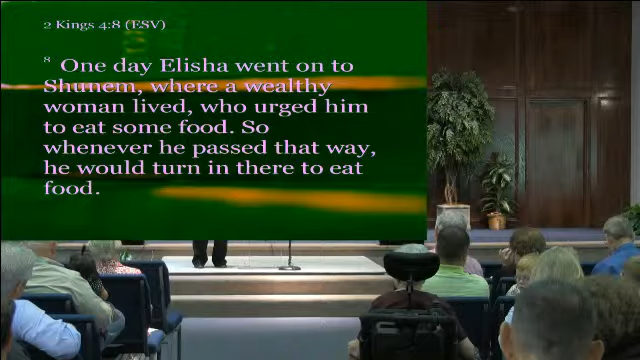 2 Kings 4:8 (ESV)
8 One day Elisha went on to
Shunem, where a wealthy
woman lived, who urged him
to eat some food. So
whenever he passed that way,
he would turn in there to eat
food.